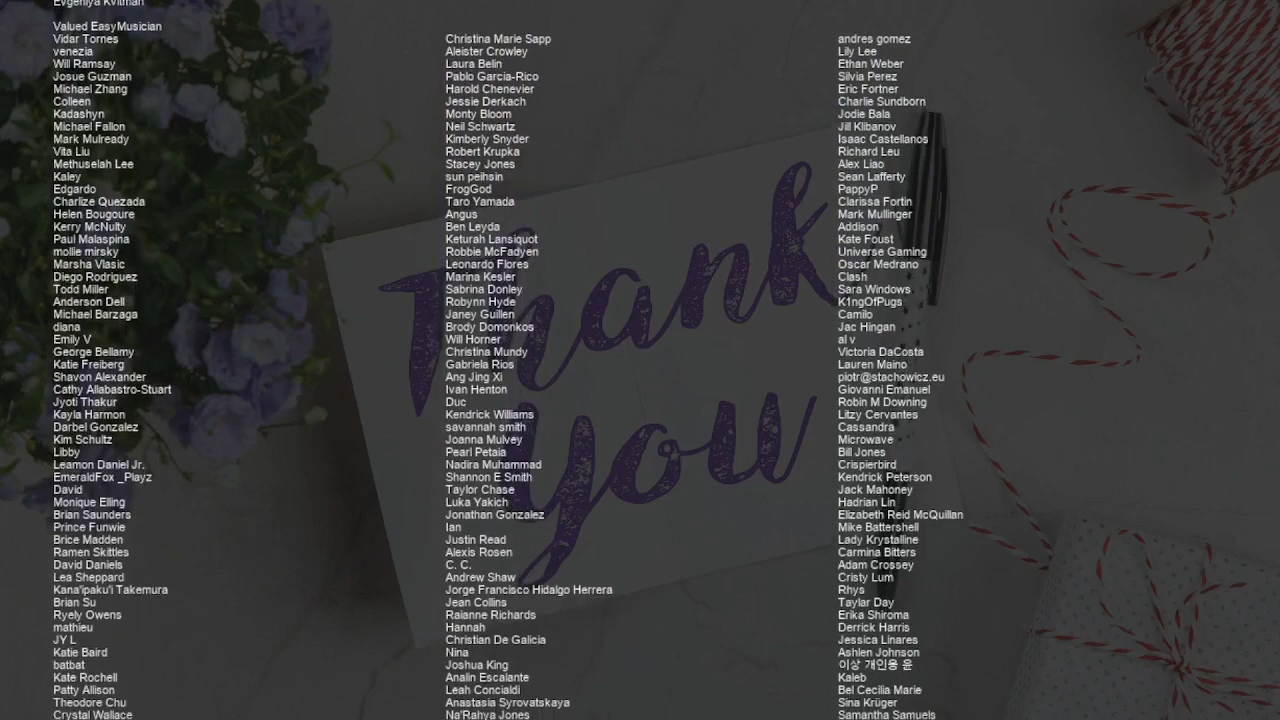 Evgeniya Kvitman
Valued EasyMusician
Vidar Tornes
venezia
Will Ramsay
Josue Guzman
Michael Zhang
Colleen
Kadashyn
Michael Fallon
Mark Mulready
Vita Liu
Methuselah Lee
Kaley
Edgardo
Charlize Quezada
Helen Bougoure
Kerry McNulty
Paul Malaspina
mollie mirsky
Marsha Vlasic
Diego Rodriguez
Todd Miller
Anderson Dell
Michael Barzaga
diana
Emily V
George Bellamy
Katie Freiberg
Shavon Alexander
Cathy Allabastro-Stuart
Jyoti Thakur
Kayla Harmon
Darbel Gonzalez
Kim Schultz
Libby
Leamon Daniel Jr.
EmeraldFox _Playz
David
Monique Elling
Brian Saunders
Prince Funwie
Brice Madden
Ramen Skittles
David Daniels
Lea Sheppard
Kana'ipaku'i Takemura
Brian Su
Ryely Owens
mathieu
JY L
Katie Baird
batbat
Kate Rochell
Patty Allison
Theodore Chu
Crystal Wallace
Christina Marie Sapp
Aleister Crowley
Laura Belin
Pablo Garcia-Rico
Harold Chenevier
Jessie Derkach
Monty Bloom
Neil Schwartz
Kimberly Snyder
Robert Krupka
Stacey Jones
sun peihsin
FrogGod
Taro Yamada
Angus
Ben Leyda
Keturah Lansiquot
Robbie McFadyen
Leonardo Flores
Marina Kesler
Sabrina Donley
Robynn Hyde
Janey Guillen
Brody Domonkos
Will Horner
Christina Mundy
Gabriela Rios
Ang Jing Xi
Ivan Henton
Duc
Kendrick Williams
savannah smith
Joanna Mulvey
Pearl Petaia
Nadira Muhammad
Shannon E Smith
Taylor Chase
Luka Yakich
Jonathan Gonzalez
Ian
Justin Read
Alexis Rosen
C. C.
Andrew Shaw
Jorge Francisco Hidalgo Herrera
Jean Collins
Raianne Richards
Hannah
Christian De Galicia
Nina
Joshua King
Analin Escalante
Leah Concialdi
Anastasia Syrovatskaya
Na'Rahya Jones
andres gomez
Lily Lee
Ethan Weber
Silvia Perez
Eric Fortner
Charlie Sundborn
Jodie Bala
Jill Klibanov
Isaac Castellanos
Richard Leu
Alex Liao
Sean Lafferty
PappyP
Clarissa Fortin
Mark Mullinger
Addison
Kate Foust
Universe Gaming
Oscar Medrano
Clash
Sara Windows
K1ngOfPugs
Camilo
Jac Hingan
al v
Victoria DaCosta
Lauren Maino
piotr@stachowicz.eu
Giovanni Emanuel
Robin M Downing
Litzy Cervantes
Cassandra
Microwave
Bill Jones
Crispierbird
Kendrick Peterson
Jack Mahoney
Hadrian Lin
Elizabeth Reid McQuillan
Mike Battershell
Lady Krystalline
Carmina Bitters
Adam Crossey
Cristy Lum
Rhys
Taylar Day
Erika Shiroma
Derrick Harris
Jessica Linares
Ashlen Johnson
이상 개인용 윤
Kaleb
Bel Cecilia Marie
Sina Krüger
Samantha Samuels
Thank
you